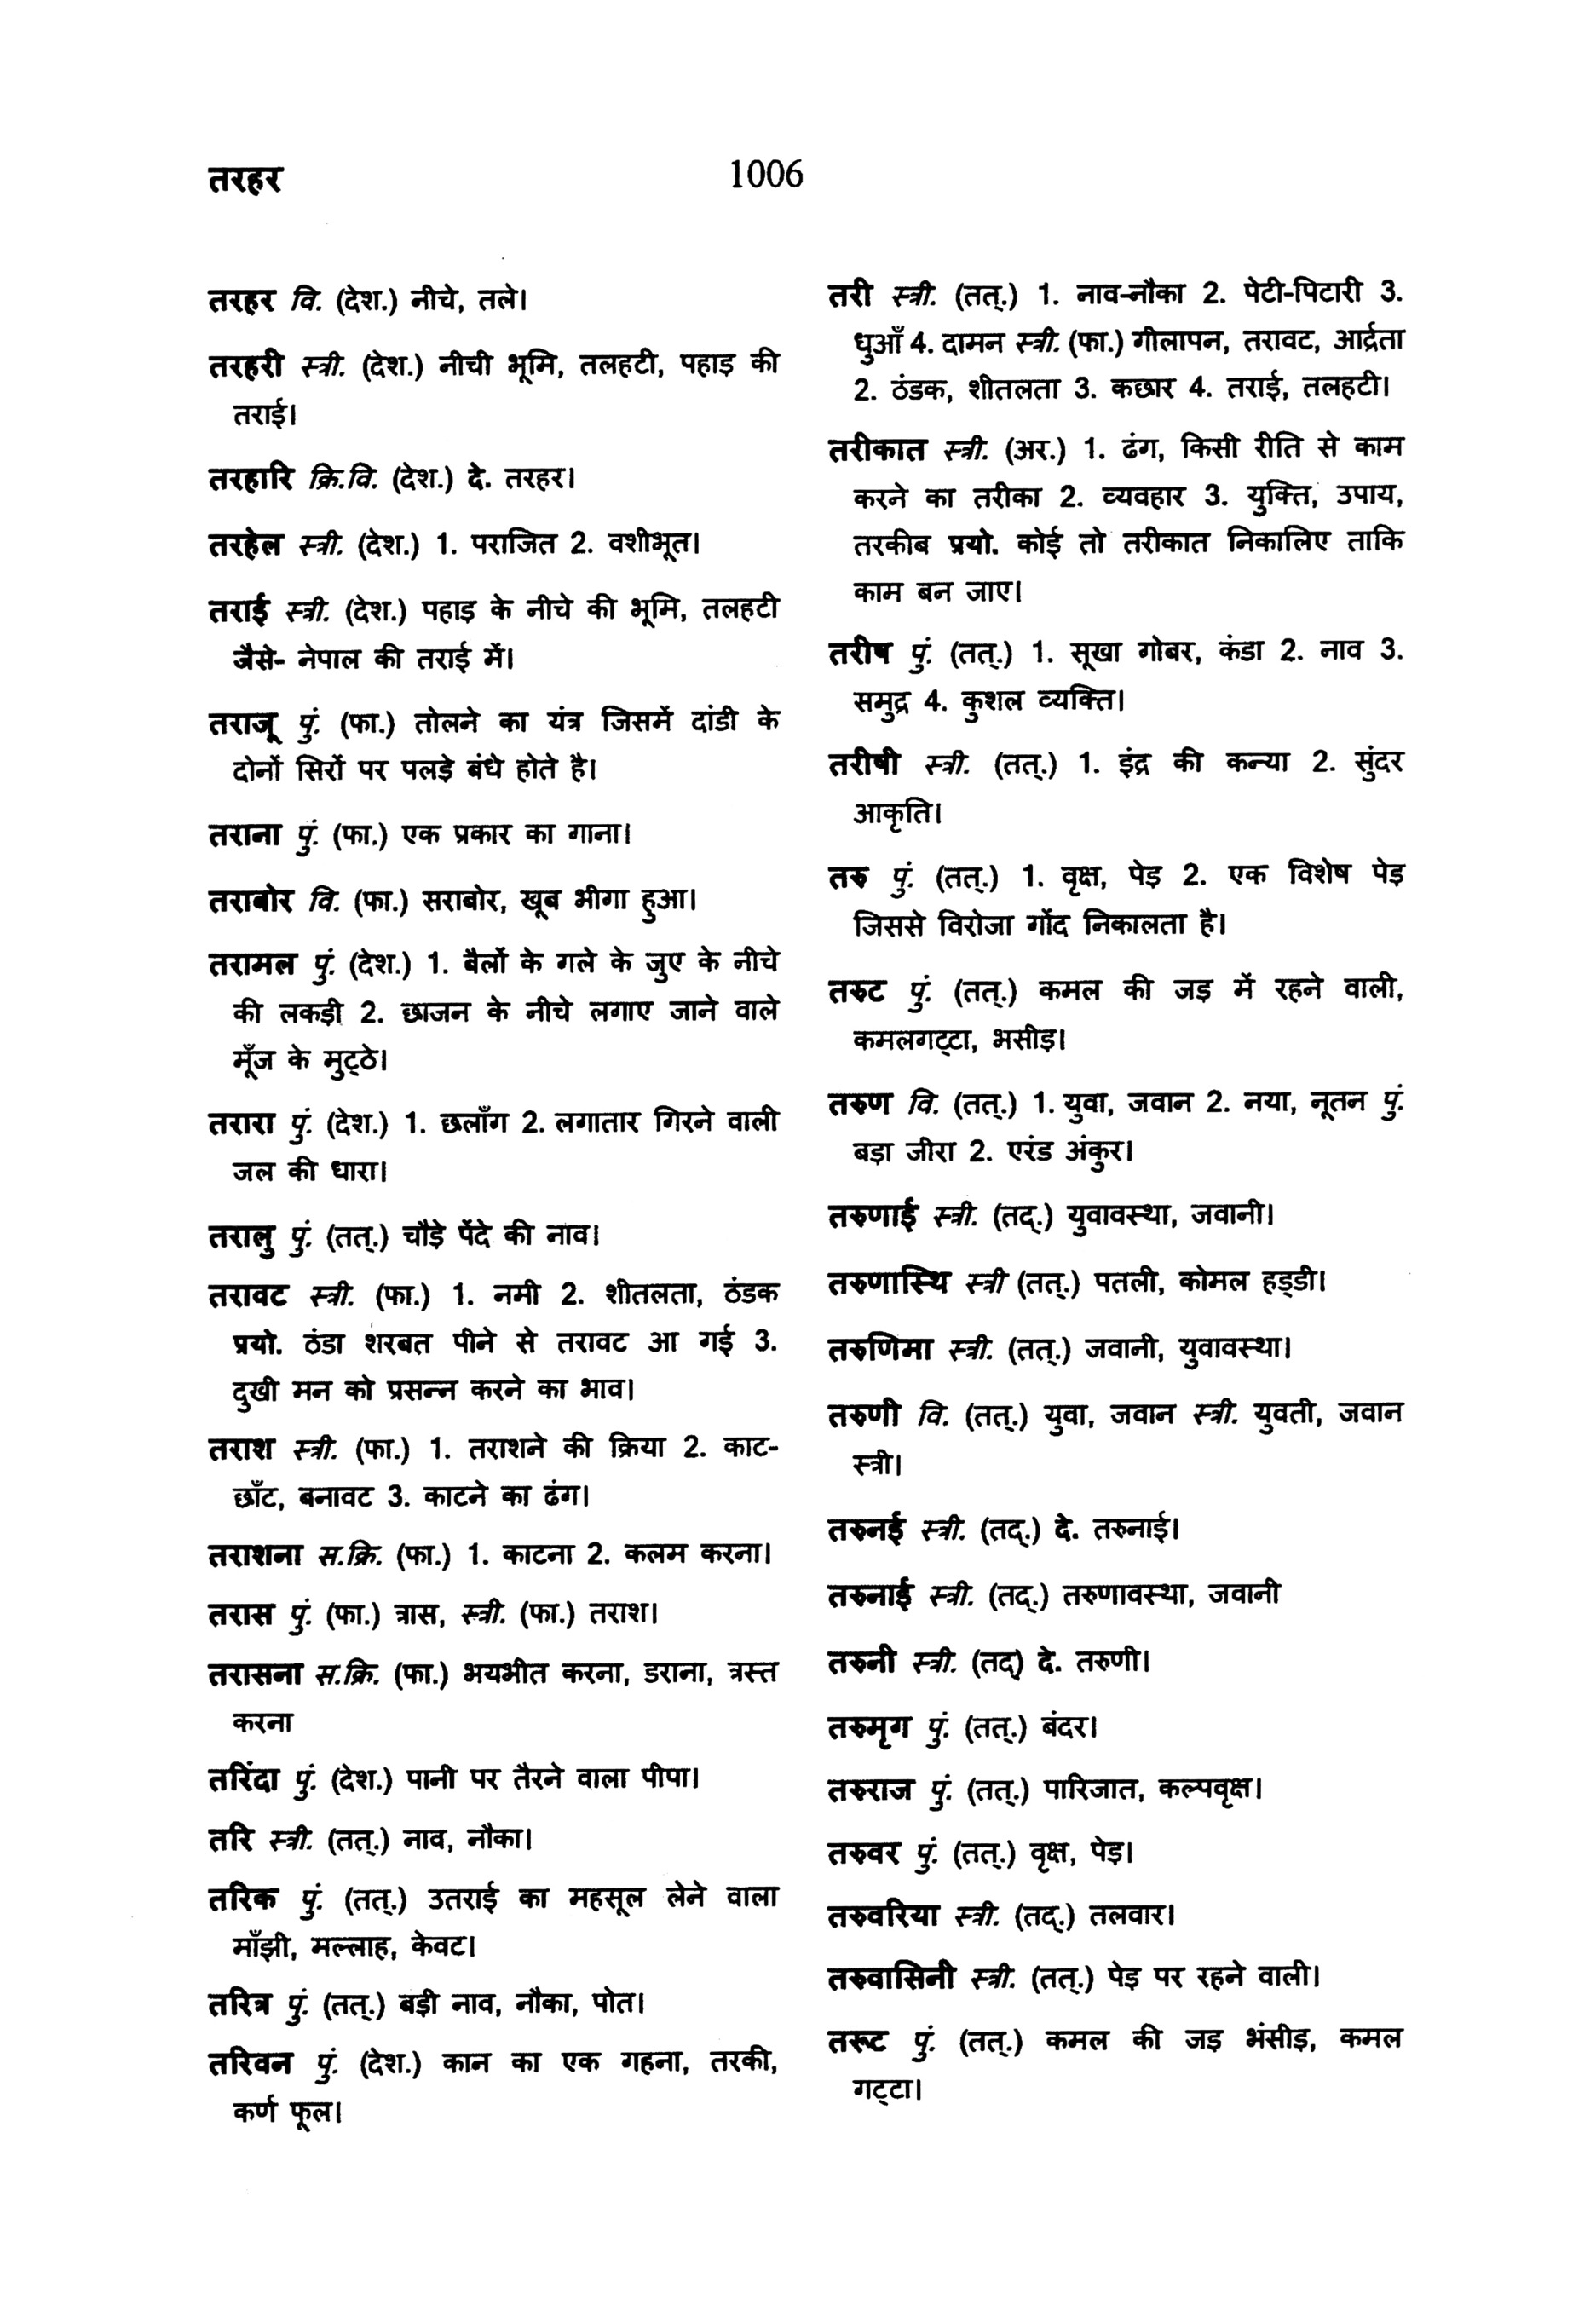 तरहर
1006
तरहर वि. (देश.) नीचे, तले।
तरहरी स्त्री. (देश.) नीची भूमि, तलहटी, पहाड़ की
तराई।
तरहारि क्रि.वि. (देश.) दे. तरहर।
तरहेल स्त्री. (देश.) 1. पराजित 2. वशीभूत।
तराई स्त्री. (देश.) पहाड़ के नीचे की भूमि, तलहटी
जैसे- नेपाल की तराई में।
तराजू पुं. (फा.) तोलने का यंत्र जिसमें दांडी के
दोनों सिरों पर पलड़े बंधे होते है।
तराना पुं. (फा.) एक प्रकार का गाना।
तराबोर वि. (फा.) सराबोर, खूब भीगा हुआ।
तरामल पुं. (देश.) 1. बैलों के गले के जुए के नीचे
की लकड़ी 2. छाजन के नीचे लगाए जाने वाले
मूँज के मुट्ठे।
तरारा पुं. (देश.) 1. छलाँग 2. लगातार गिरने वाली
जल की धारा।
तरालु पुं. (तत्.) चौड़े पेंदे की नाव।
तरावट स्त्री. (फा.) 1. नमी 2. शीतलता, ठंडक
प्रयो. ठंडा शरबत पीने से तरावट आ गई 3.
दुखी मन को प्रसन्न करने का भाव।
तराश स्त्री. (फा.) 1. तराशने की क्रिया 2. काट-
छाँट, बनावट 3. काटने का ढंग।
तराशना स.क्रि. (फा.) 1. काटना 2. कलम करना।
तरास पुं. (फा.) त्रास, स्त्री. (फा.) तराश।
तरासना स.क्रि. (फा.) भयभीत करना, डराना, त्रस्त
करना
तरिंदा पुं. (देश.) पानी पर तैरने वाला पीपा।
तरि स्त्री. (तत्.) नाव, नौका।
तरिक पुं. (तत्.) उतराई का महसूल लेने वाला
माँझी, मल्लाह, केवट।
तरित्र पुं. (तत्.) बड़ी नाव, नौका, पोत।
तरिवन पुं. (देश.) कान का एक गहना, तरकी,
कर्ण फूल।
तरी स्त्री. (तत्.) 1. नाव-नौका 2. पेटी-पिटारी 3.
धुआँ 4. दामन स्त्री. (फा.) गीलापन, तरावट, आर्द्रता
2. ठंडक, शीतलता 3. कछार 4. तराई, तलहटी।
तरीकात स्त्री. (अर.) 1. ढंग, किसी रीति से काम
करने का तरीका 2. व्यवहार 3. युक्ति, उपाय,
तरकीब प्रयो. कोई तो तरीकात निकालिए ताकि
काम बन जाए।
तरीष पुं. (तत्.) 1. सूखा गोबर, कंडा 2. नाव 3.
समुद्र 4. कुशल व्यक्ति।
तरीषी स्त्री. (तत्.) 1. इंद्र की कन्या 2. सुंदर
आकृति।
तरु पुं. (तत्.) 1. वृक्ष, पेड़ 2. एक विशेष पेड़
जिससे विरोजा गोंद निकालता है।
तरुट पुं. (तत्.) कमल की जड़ में रहने वाली,
कमलगट्टा, भसीड़।
तरुण वि. (तत्.) 1. युवा, जवान 2. नया, नूतन पुं.
बड़ा जीरा 2. एरंड अंकुर।
तरुणाई स्त्री. (तद्.) युवावस्था, जवानी।
तरुणास्थि स्त्री (तत्.) पतली, कोमल हड्डी।
तरुणिमा स्त्री. (तत्.) जवानी, युवावस्था।
तरुणी वि. (तत्.) युवा, जवान स्त्री. युवती, जवान
स्त्री।
तरुनई स्त्री. (तद्.) दे. तरुनाई।
तरुनाई स्त्री. (तद्.) तरुणावस्था, जवानी
तरुनी स्त्री. (तद्) दे. तरुणी।
तरुमृग पुं. (तत्.) बंदर।
तरुराज पुं. (तत्.) पारिजात, कल्पवृक्ष।
तरुवर पुं. (तत्.) वृक्ष, पेड़।
तरुवरिया स्त्री. (तद्.) तलवार।
तरुवासिनी स्त्री. (तत्.) पेड़ पर रहने वाली।
तरूट पुं. (तत्.) कमल की जड़ भंसीड़, कमल
गट्टा।